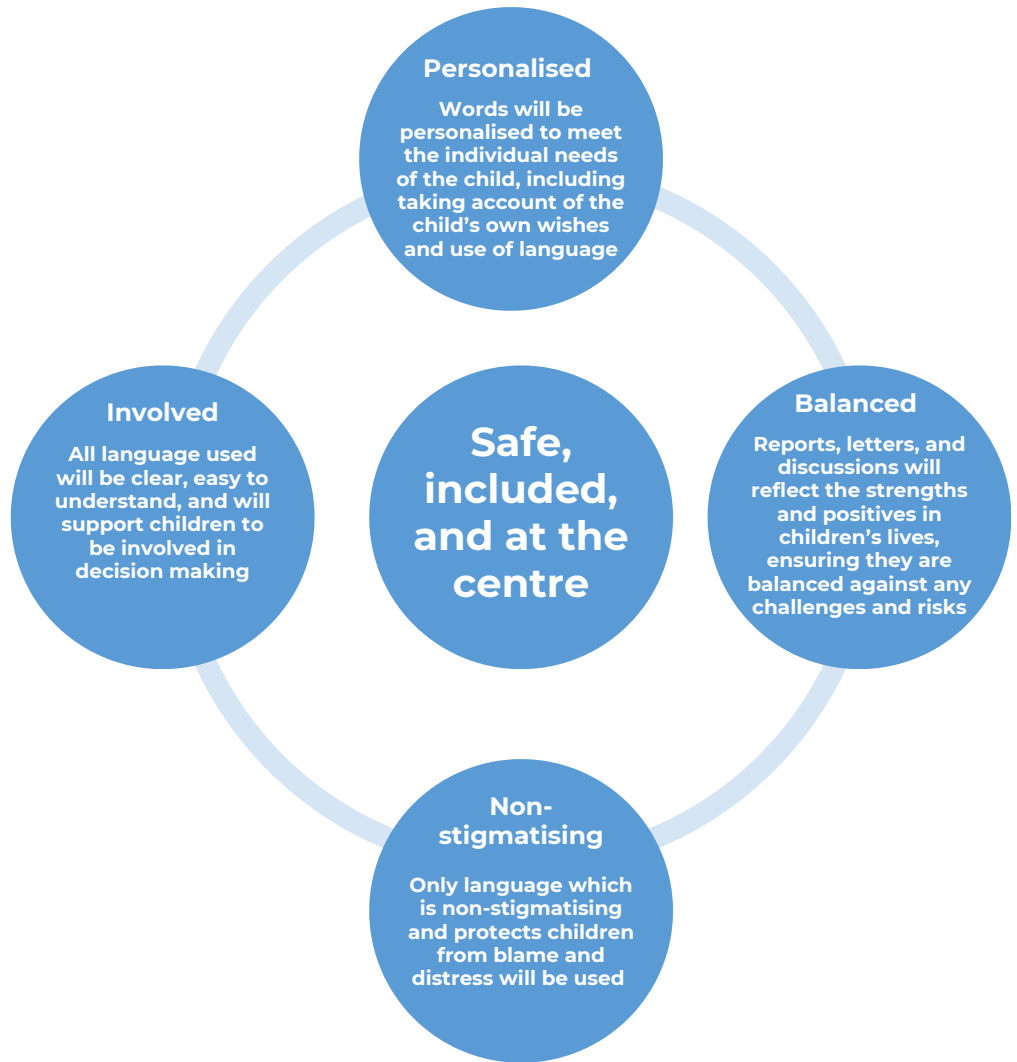 Personalised
Words will be
personalised to meet
the individual needs
of the child, including
taking account of the
child’s own wishes
and use of language
Involved
All language used
will be clear, easy to
understand, and will
support children to
be involved in
decision making
Safe,
included,
and at the
centre
Balanced
Reports, letters, and
discussions will
reflect the strengths
and positives in
children’s lives,
ensuring they are
balanced against any
challenges and risks
Non-
stigmatising
Only language which
is non-stigmatising
and protects children
from blame and
distress will be used